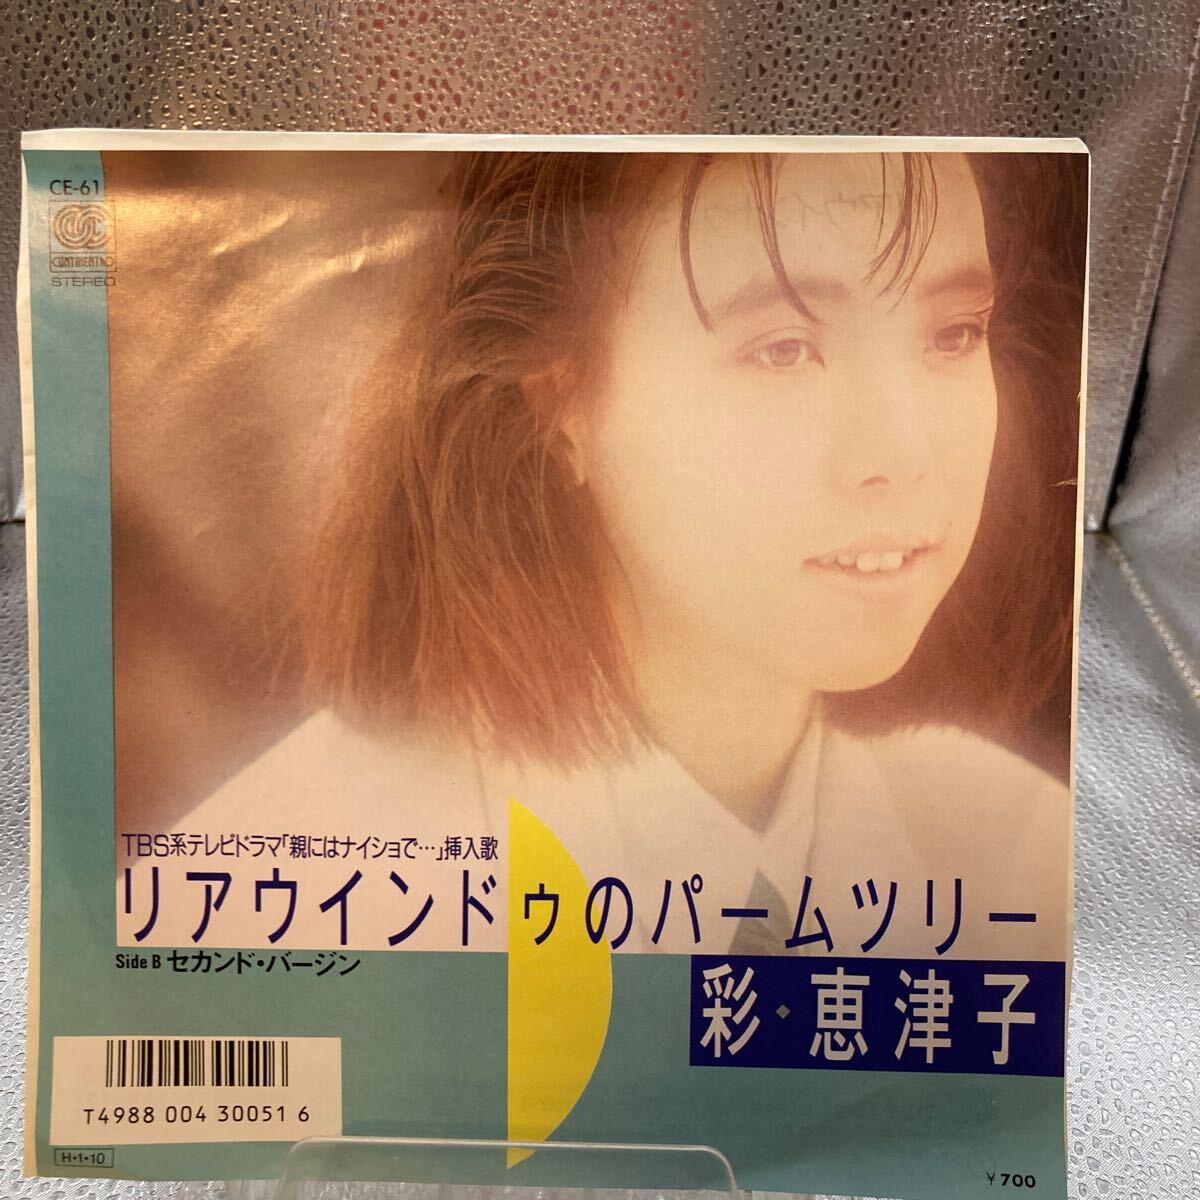 CE-61
CONTINENTAL
STEREO
TBS系テレビドラマ「親にはナイショで…」挿入歌
リアウインドゥのパームツリー
Side B セカンド・バージン
彩・恵津子
T4988 004 30051 6
H・1・10
￥700